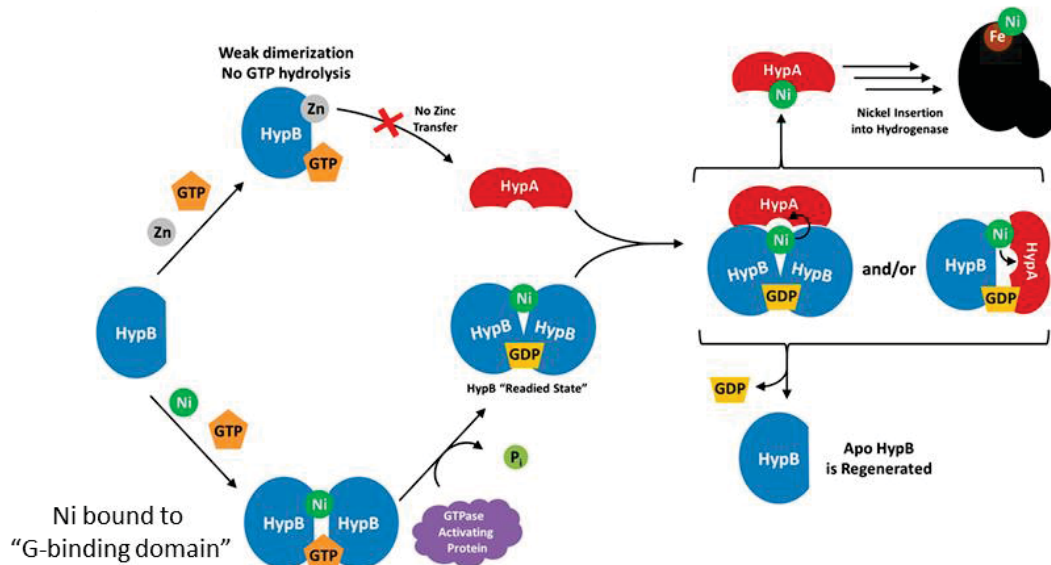 Weak dimerization
No GTP hydrolysis
Zn
HypB
GTP
No Zinc
Transfer
GTP
Zn
HypA
HypB
Ni
GTP
Ni
HypB
HypB
GTP
Ni bound to
“G-binding domain”
GTPase
Activating
Protein
Pi
Ni
HypB
HypB
GDP
HypB “Readied State”
HypA
Ni
Ni
Fe
Nickel Insertion
into Hydrogenase
HypA
Ni
HypB
HypB
GDP
and/or
Ni
HypB
HypA
GDP
GDP
HypB
Apo HypB
is Regenerated